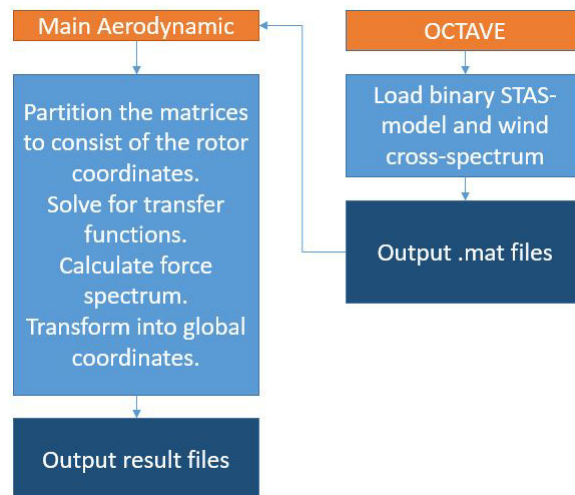 Main Aerodynamic
OCTAVE
Partition the matrices
to consist of the rotor
coordinates.
Solve for transfer
functions.
Calculate force
spectrum.
Transform into global
coordinates.
Load binary STAS-
model and wind
cross-spectrum
Output .mat files
Output result files